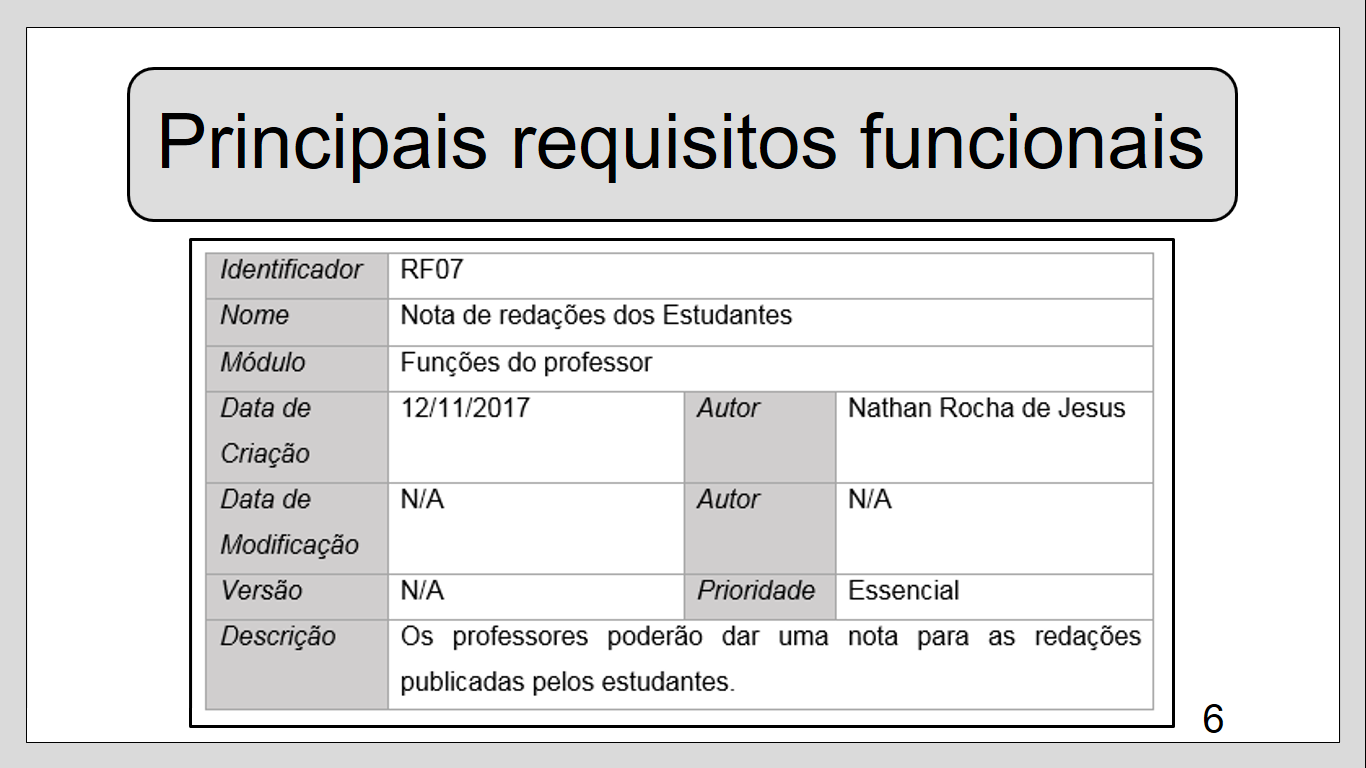 Principais requisitos funcionais
Identificador RF07
Nome Nota de redações dos Estudantes
Módulo Funções do professor
Data de 12/11/2017 Autor Nathan Rocha de Jesus
Criação
Data de N/A Autor N/A
Modificação
Versão N/A Prioridade Essencial
Descrição Os professores poderão dar uma nota para as redações
publicadas pelos estudantes.
6